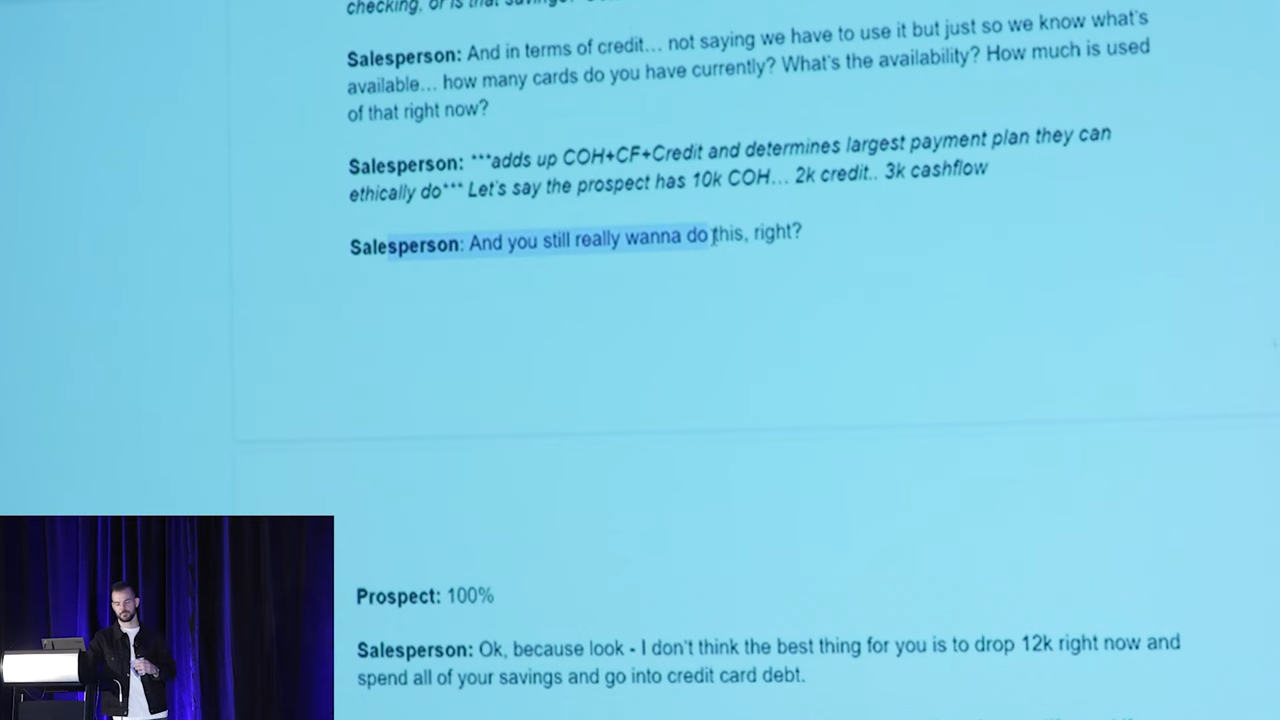 checking, or is that savings?
Salesperson: And in terms of credit... not saying we have to use it but just so we know what's
available... how many cards do you have currently? What's the availability? How much is used
of that right now?
Salesperson: ***adds up COH+CF+Credit and determines largest payment plan they can
ethically do*** Let's say the prospect has 10k COH... 2k credit.. 3k cashflow
Salesperson: And you still really wanna do this, right?
Prospect: 100%
Salesperson: Ok, because look - I don't think the best thing for you is to drop 12k right now and
spend all of your savings and go into credit card debt.